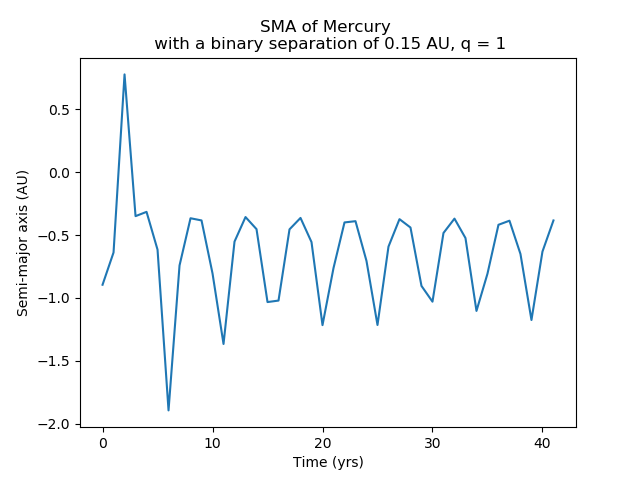 SMA of Mercury
with a binary separation of 0.15 AU, q = 1
Semi-major axis (AU)
0.5
0.0
−0.5
−1.0
−1.5
−2.0
0 10 20 30 40
Time (yrs)